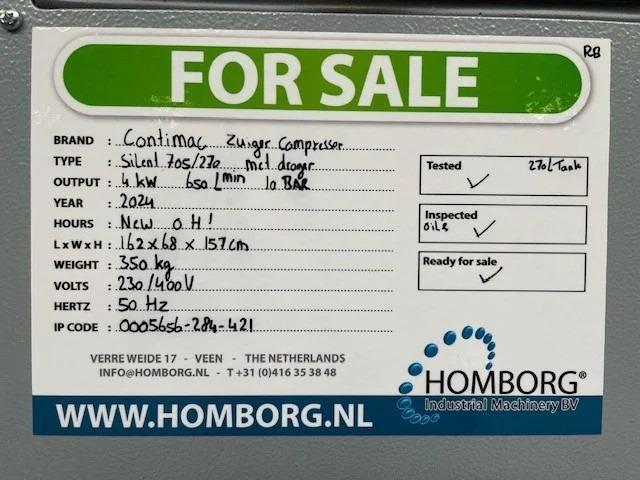 RB
FOR SALE
BRAND : Contimac Zuiger Compressor
TYPE : Silent 705/270 met droger
OUTPUT : 4 kW 650 L min 10 BAR
YEAR : 2024
HOURS : New 0 H!
L x W x H : 162 x 68 x 157 cm
WEIGHT : 350 kg
VOLTS : 230/400V
HERTZ : 50 Hz
IP CODE : 0005656-284-421
Tested 270L Tank
✓
Inspected
oil &
✓
Ready for sale
✓
VERRE WEIDE 17 - VEEN - THE NETHERLANDS
INFO@HOMBORG.NL - T +31 (0)416 35 38 48
HOMBORG®
Industrial Machinery BV
WWW.HOMBORG.NL